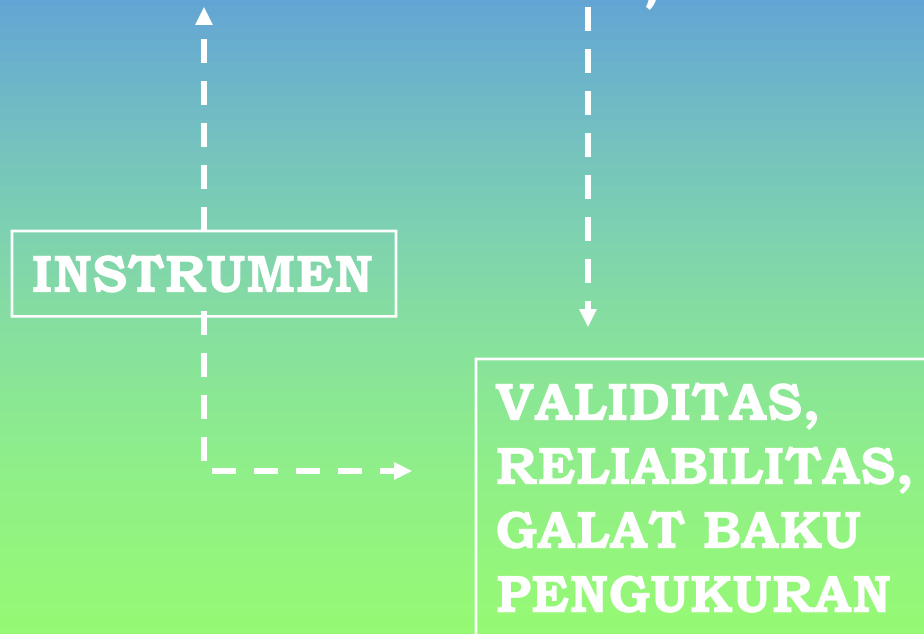 INSTRUMEN
VALIDITAS,
RELIABILITAS,
GALAT BAKU
PENGUKURAN